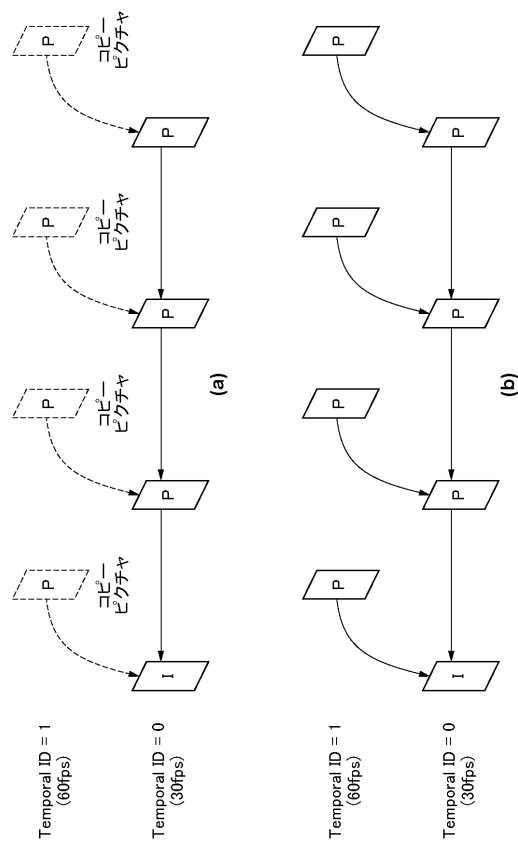 Temporal ID = 1
(60fps)
P
P
P
P
コピー
ピクチャ
コピー
ピクチャ
コピー
ピクチャ
コピー
ピクチャ
Temporal ID = 0
(30fps)
I
P
P
P
(a)
Temporal ID = 1
(60fps)
P
P
P
P
Temporal ID = 0
(30fps)
I
P
P
P
(b)